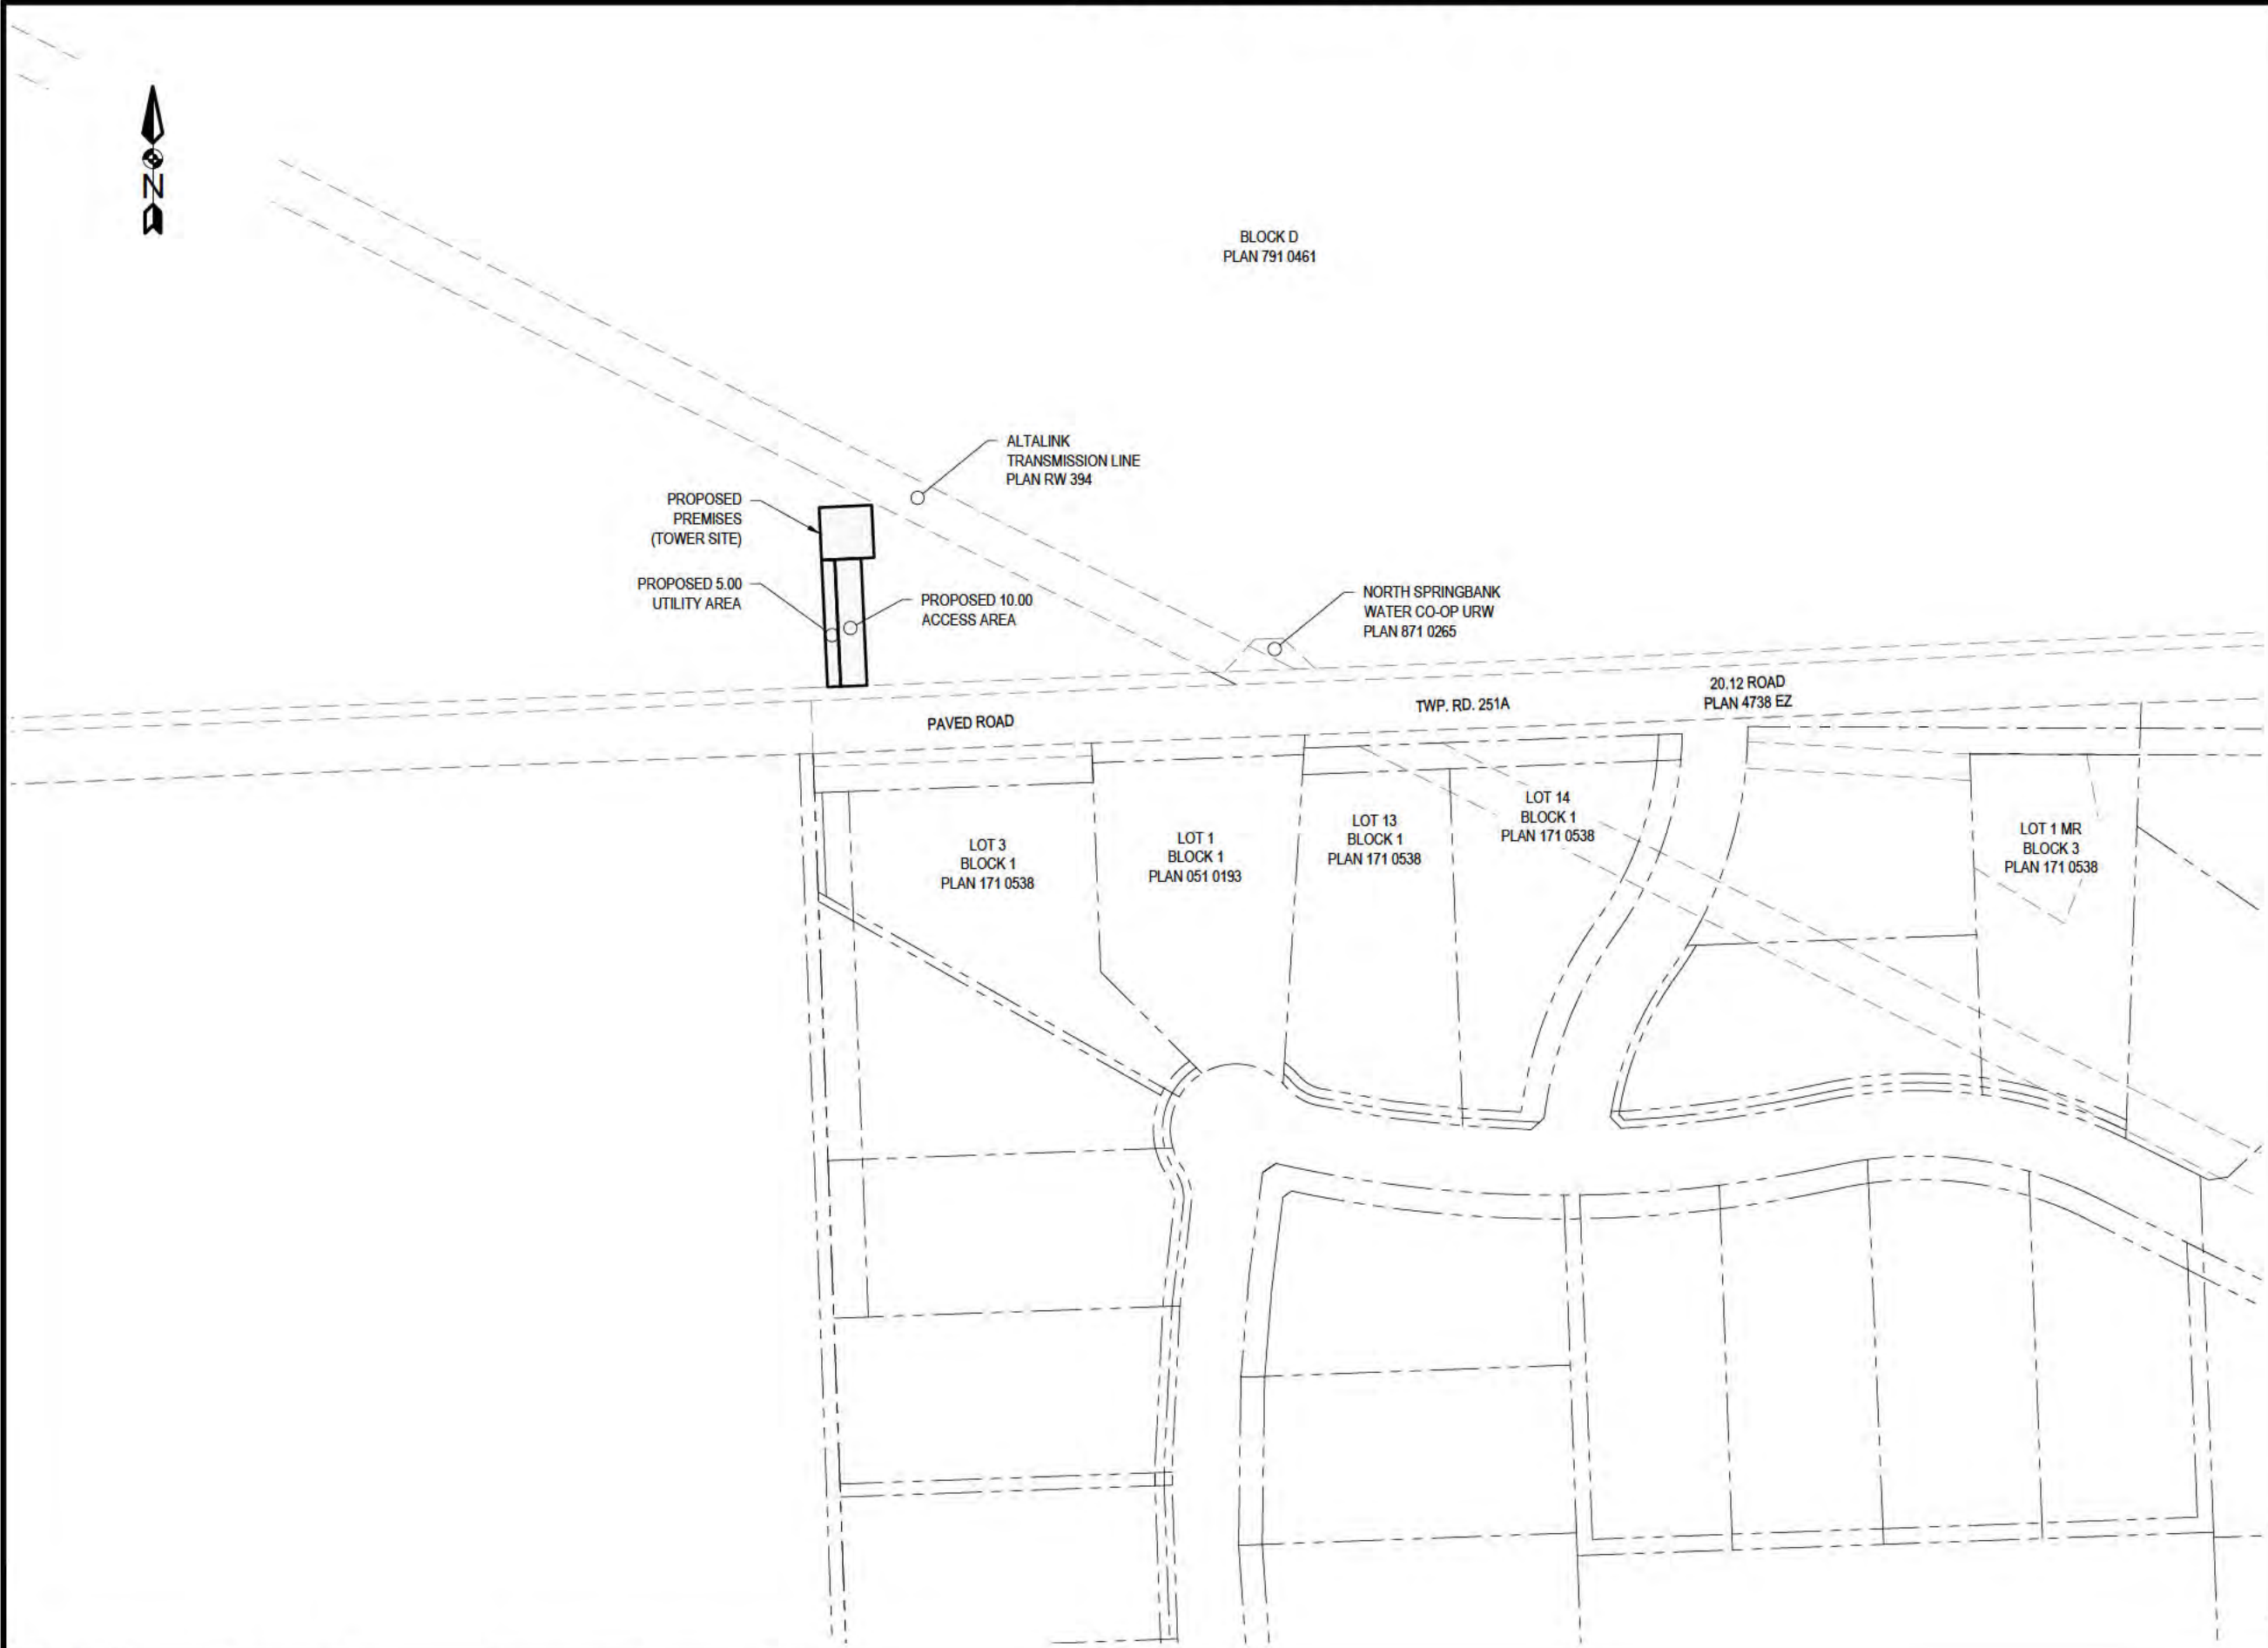 N
BLOCK D
PLAN 791 0461
ALTALINK
TRANSMISSION LINE
PLAN RW 394
PROPOSED
PREMISES
(TOWER SITE)
PROPOSED 5.00
UTILITY AREA
PROPOSED 10.00
ACCESS AREA
NORTH SPRINGBANK
WATER CO-OP URW
PLAN 871 0265
PAVED ROAD
TWP. RD. 251A
20.12 ROAD
PLAN 4738 EZ
LOT 3
BLOCK 1
PLAN 171 0538
LOT 1
BLOCK 1
PLAN 051 0193
LOT 13
BLOCK 1
PLAN 171 0538
LOT 14
BLOCK 1
PLAN 171 0538
LOT 1 MR
BLOCK 3
PLAN 171 0538